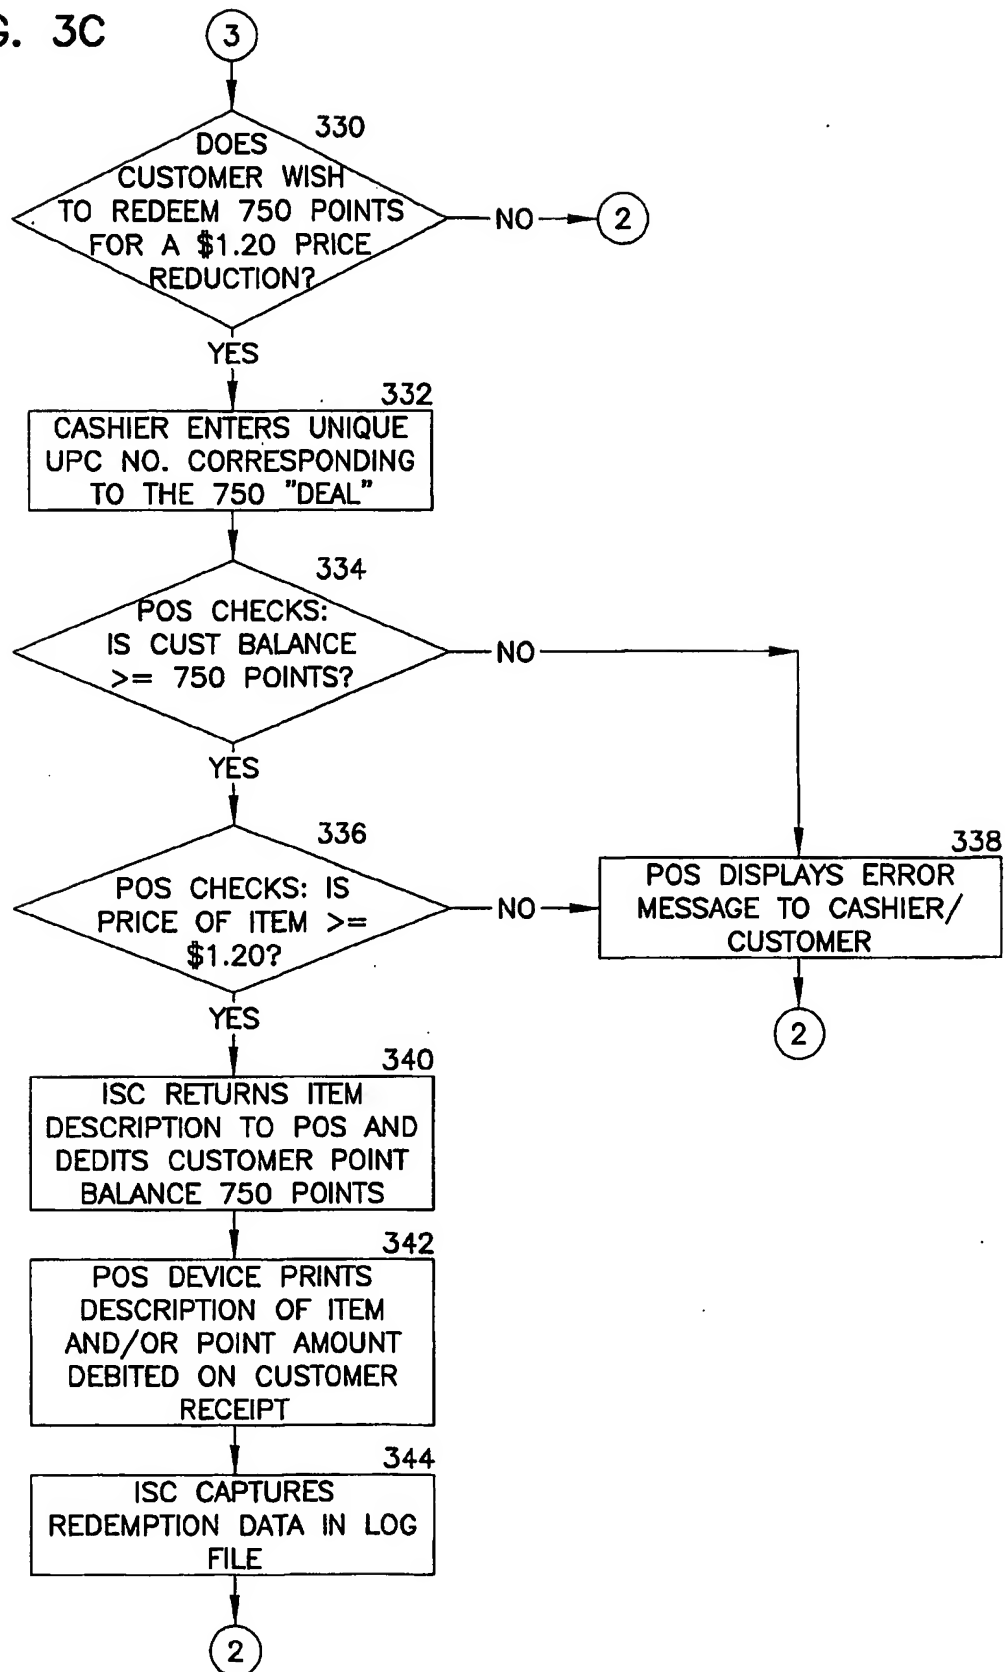 G. 3C
3
330
DOES
CUSTOMER WISH
TO REDEEM 750 POINTS
FOR A $1.20 PRICE
REDUCTION?
NO
2
YES
332
CASHIER ENTERS UNIQUE
UPC NO. CORRESPONDING
TO THE 750 "DEAL"
334
POS CHECKS:
IS CUST BALANCE
>= 750 POINTS?
NO
YES
336
POS CHECKS: IS
PRICE OF ITEM >=
$1.20?
NO
338
POS DISPLAYS ERROR
MESSAGE TO CASHIER/
CUSTOMER
2
YES
340
ISC RETURNS ITEM
DESCRIPTION TO POS AND
DEDITS CUSTOMER POINT
BALANCE 750 POINTS
342
POS DEVICE PRINTS
DESCRIPTION OF ITEM
AND/OR POINT AMOUNT
DEBITED ON CUSTOMER
RECEIPT
344
ISC CAPTURES
REDEMPTION DATA IN LOG
FILE
2